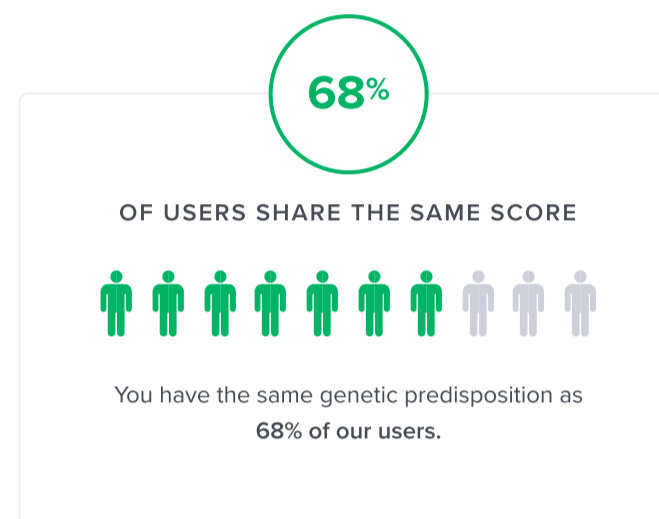 68%
OF USERS SHARE THE SAME SCORE
You have the same genetic predisposition as
68% of our users.